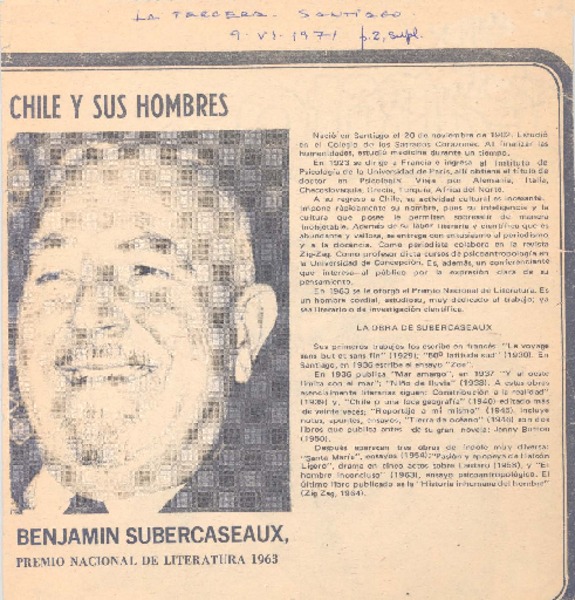 LA TERCERA. SANTIAGO
9-VI-1971 p.2, supl.
CHILE Y SUS HOMBRES
Nació en Santiago el 20 de noviembre de 1902. Estudió
en el Colegio de los Sagrados Corazones. Al finalizar las
humanidades, estudió medicina durante un tiempo.
En 1923 se dirige a Francia e ingresa al Instituto de
Psicología de la Universidad de París, allí obtiene el título de
doctor en Psicología. Viaja por Alemania, Italia,
Checoslovaquia, Grecia, Turquía, Africa del Norte.
A su regreso a Chile, su actividad cultural es incesante.
Impone rápidamente su nombre, pues su inteligencia y la
cultura que posee le permiten sobresalir de manera
inobjetable. Además de su labor literaria y científica que es
abundante y valiosa, se entrega con entusiasmo al periodismo
y a la docencia. Como periodista colabora en la revista
Zig-Zag. Como profesor dicta cursos de psicoantropología en
la Universidad de Concepción. Es, además, un conferenciante
que interesa al público por la expresión clara de su
pensamiento.
En 1963 se le otorgó el Premio Nacional de Literatura. Es
un hombre cordial, estudioso, muy dedicado al trabajo; ya
sea literario o de investigación científica.
LA OBRA DE SUBERCASEAUX
Sus primeros trabajos los escribe en francés "Le voyage
sans but et sans fin" (1929); "60º latitude sud" (1930). En
Santiago, en 1936 escribe el ensayo "Zoe".
En 1936 publica "Mar amargo", en 1937 "Y al oeste
limita con el mar"; "Niño de lluvia" (1938). A estas obras
esencialmente literarias siguen: Contribución a la realidad"
(1939) y, "Chile o una loca geografía" (1940) editado más
de veinte veces; "Reportaje a mí mismo" (1945). Incluye
notas, apuntes, ensayos, "Tierra de océano" (1946) son dos
libros que publica antes de su gran novela: Jemmy Button
(1950).
Después aparecen tres obras de índole muy diversa:
"Santa Materia", ensayos (1954); "Pasión y epopeya de Halcón
Ligero", drama en cinco actos sobre Lautaro (1958), y "El
hombre inconcluso" (1963), ensayo psicoantropológico. El
último libro publicado es la "Historia inhumana del hombre"
(Zig Zag, 1964).
BENJAMIN SUBERCASEAUX,
PREMIO NACIONAL DE LITERATURA 1963